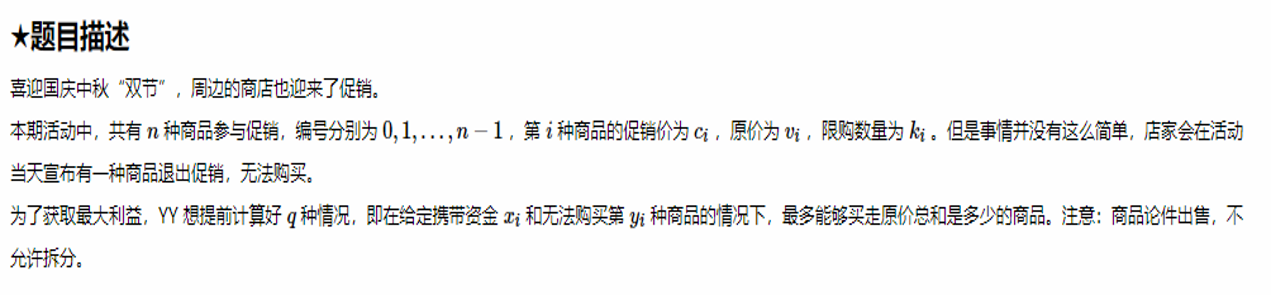 ★题目描述
喜迎国庆中秋“双节”，周边的商店也迎来了促销。
本期活动中，共有 n 种商品参与促销，编号分别为 0, 1, …, n − 1 ，第 i 种商品的促销价为 cᵢ ，原价为 vᵢ ，限购数量为 kᵢ 。但是事情并没有这么简单，店家会在活动
当天宣布有一种商品退出促销，无法购买。
为了获取最大利益，YY 想提前计算好 q 种情况，即在给定携带资金 xᵢ 和无法购买第 yᵢ 种商品的情况下，最多能够买走原价总和是多少的商品。注意：商品论件出售，不
允许拆分。